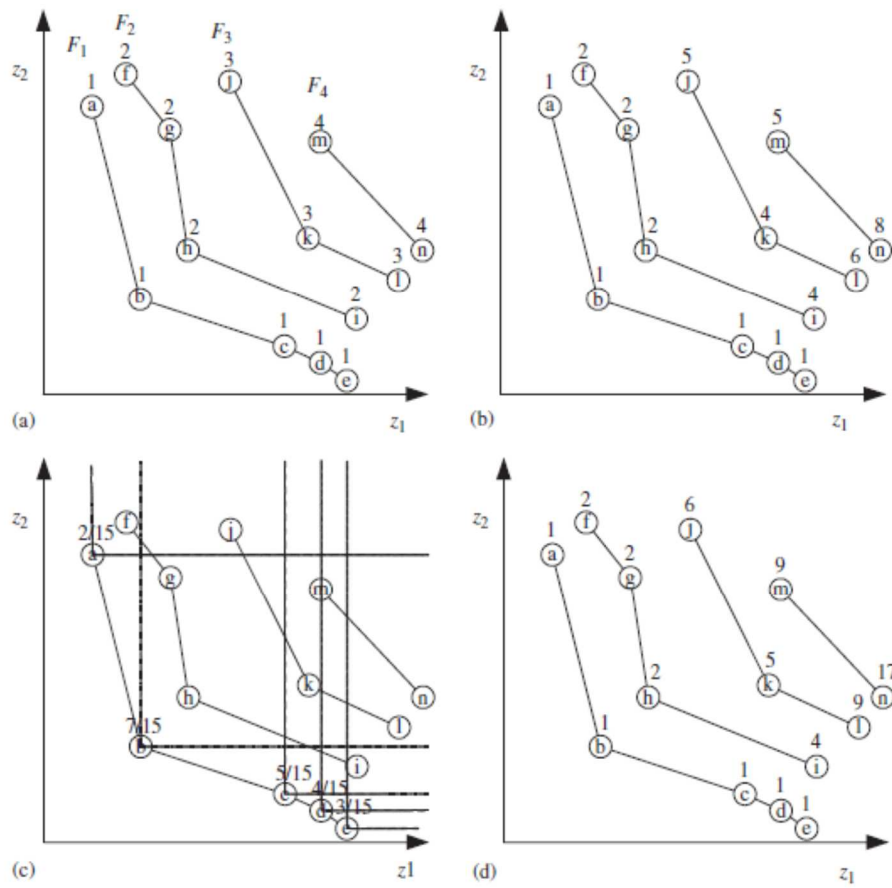 F1 F2 F3 F4
z2
1 a
2 f
2 g
3 j
4 m
2 h
3 k
4 n
3 l
1 b
2 i
1 c
1 d
1 e
(a) z1
z2
1 a
2 f
2 g
5 j
5 m
2 h
4 k
8 n
6 l
1 b
4 i
1 c
1 d
1 e
(b) z1
z2
f
j
2/15
a
g
m
h
k
n
l
7/15
b
i
5/15
c
4/15
d
3/15
e
(c) z1
z2
1 a
2 f
2 g
6 j
9 m
2 h
5 k
17 n
9 l
1 b
4 i
1 c
1 d
1 e
(d) z1